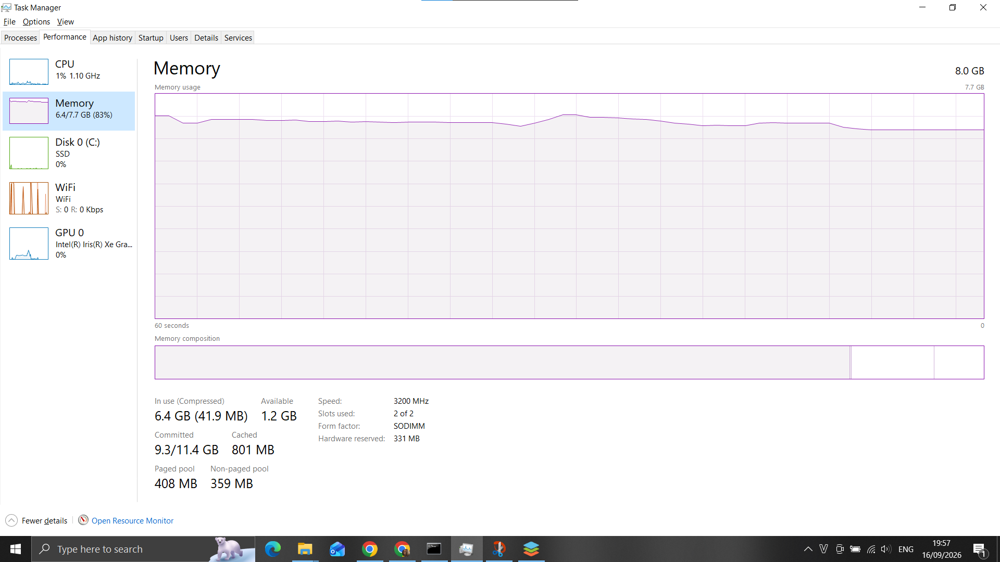 Task Manager
File Options View
Processes Performance App history Startup Users Details Services
CPU
1% 1.10 GHz
Memory
6.4/7.7 GB (83%)
Disk 0 (C:)
SSD
0%
WiFi
WiFi
S: 0 R: 0 Kbps
GPU 0
Intel(R) Iris(R) Xe Gra...
0%
Memory 8.0 GB
Memory usage 7.7 GB
60 seconds 0
Memory composition
In use (Compressed) Available
6.4 GB (41.9 MB) 1.2 GB
Committed Cached
9.3/11.4 GB 801 MB
Paged pool Non-paged pool
408 MB 359 MB
Speed: 3200 MHz
Slots used: 2 of 2
Form factor: SODIMM
Hardware reserved: 331 MB
Fewer details Open Resource Monitor
Type here to search
ENG
19:57
16/09/2026
1